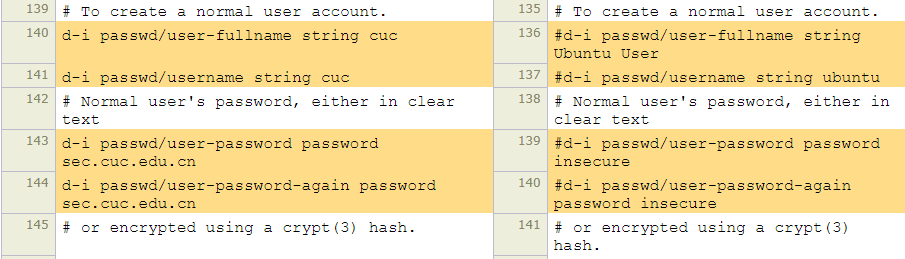 139 # To create a normal user account.
140 d-i passwd/user-fullname string cuc
141 d-i passwd/username string cuc
142 # Normal user's password, either in clear
text
143 d-i passwd/user-password password
sec.cuc.edu.cn
144 d-i passwd/user-password-again password
sec.cuc.edu.cn
145 # or encrypted using a crypt(3) hash.
135 # To create a normal user account.
136 #d-i passwd/user-fullname string
Ubuntu User
137 #d-i passwd/username string ubuntu
138 # Normal user's password, either in
clear text
139 #d-i passwd/user-password password
insecure
140 #d-i passwd/user-password-again
password insecure
141 # or encrypted using a crypt(3)
hash.